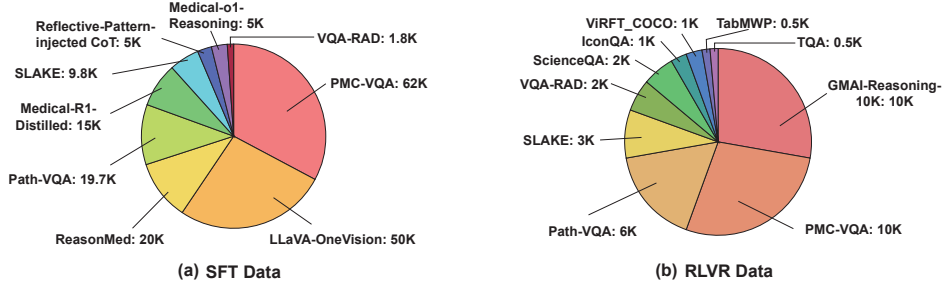 Medical-o1-
Reasoning: 5K
Reflective-Pattern-
injected CoT: 5K
VQA-RAD: 1.8K
SLAKE: 9.8K
PMC-VQA: 62K
Medical-R1-
Distilled: 15K
Path-VQA: 19.7K
ReasonMed: 20K
LLaVA-OneVision: 50K
(a) SFT Data
ViRFT_COCO: 1K
TabMWP: 0.5K
IconQA: 1K
TQA: 0.5K
ScienceQA: 2K
GMAI-Reasoning-
10K: 10K
VQA-RAD: 2K
SLAKE: 3K
Path-VQA: 6K
PMC-VQA: 10K
(b) RLVR Data